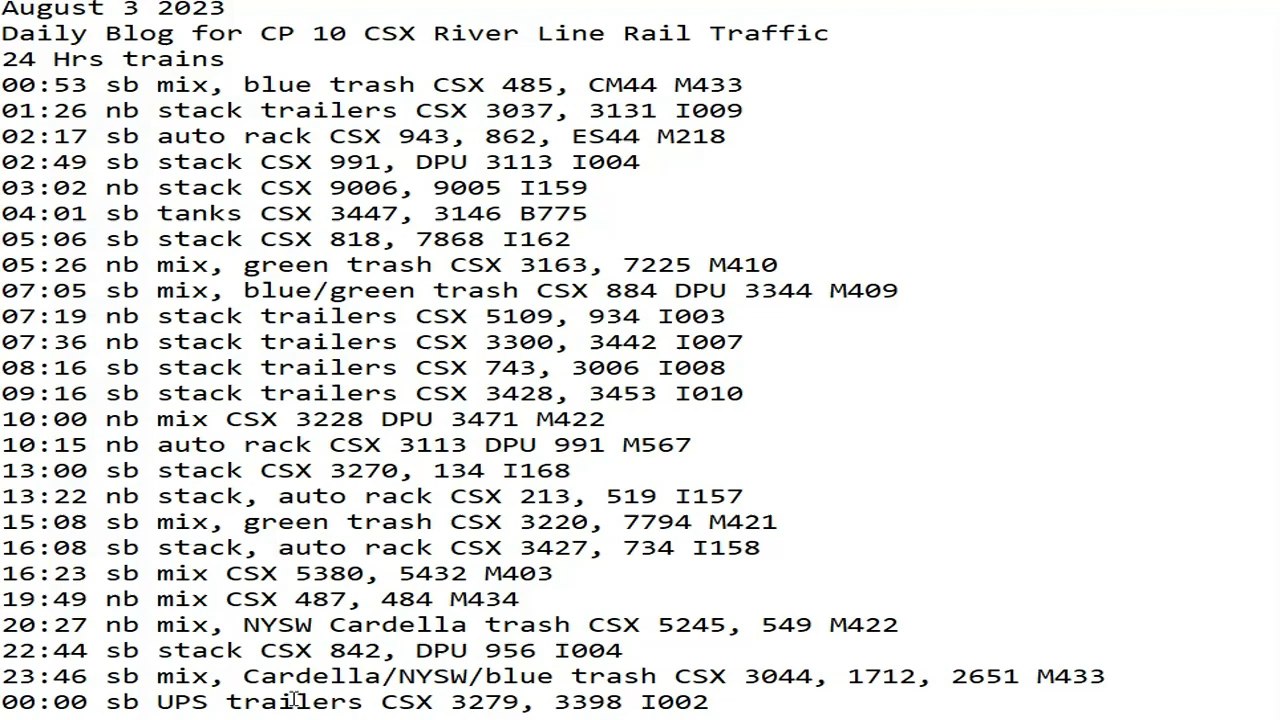 August 3 2023
Daily Blog for CP 10 CSX River Line Rail Traffic
24 Hrs trains
00:53 sb mix, blue trash CSX 485, CM44 M433
01:26 nb stack trailers CSX 3037, 3131 I009
02:17 sb auto rack CSX 943, 862, ES44 M218
02:49 sb stack CSX 991, DPU 3113 I004
03:02 nb stack CSX 9006, 9005 I159
04:01 sb tanks CSX 3447, 3146 B775
05:06 sb stack CSX 818, 7868 I162
05:26 nb mix, green trash CSX 3163, 7225 M410
07:05 sb mix, blue/green trash CSX 884 DPU 3344 M409
07:19 nb stack trailers CSX 5109, 934 I003
07:36 nb stack trailers CSX 3300, 3442 I007
08:16 sb stack trailers CSX 743, 3006 I008
09:16 sb stack trailers CSX 3428, 3453 I010
10:00 nb mix CSX 3228 DPU 3471 M422
10:15 nb auto rack CSX 3113 DPU 991 M567
13:00 sb stack CSX 3270, 134 I168
13:22 nb stack, auto rack CSX 213, 519 I157
15:08 sb mix, green trash CSX 3220, 7794 M421
16:08 sb stack, auto rack CSX 3427, 734 I158
16:23 sb mix CSX 5380, 5432 M403
19:49 nb mix CSX 487, 484 M434
20:27 nb mix, NYSW Cardella trash CSX 5245, 549 M422
22:44 sb stack CSX 842, DPU 956 I004
23:46 sb mix, Cardella/NYSW/blue trash CSX 3044, 1712, 2651 M433
00:00 sb UPS trailers CSX 3279, 3398 I002